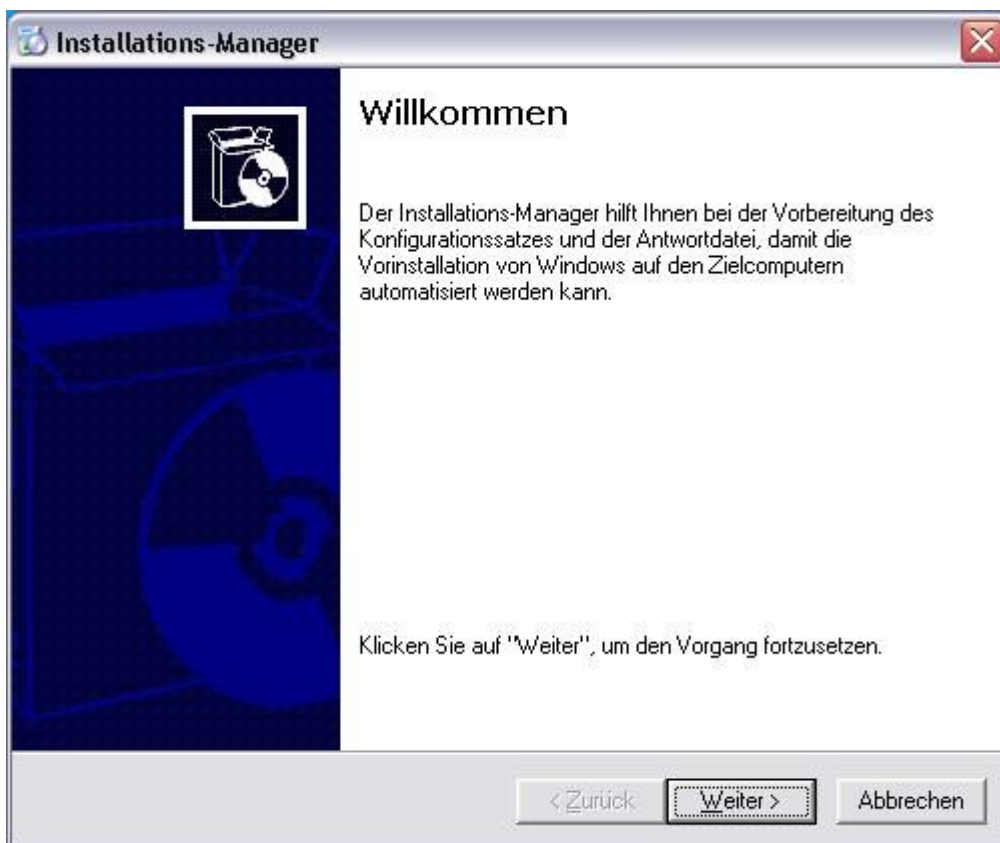 Installations-Manager
Willkommen
Der Installations-Manager hilft Ihnen bei der Vorbereitung des
Konfigurationssatzes und der Antwortdatei, damit die
Vorinstallation von Windows auf den Zielcomputern
automatisiert werden kann.
Klicken Sie auf "Weiter", um den Vorgang fortzusetzen.
< Zurück Weiter > Abbrechen